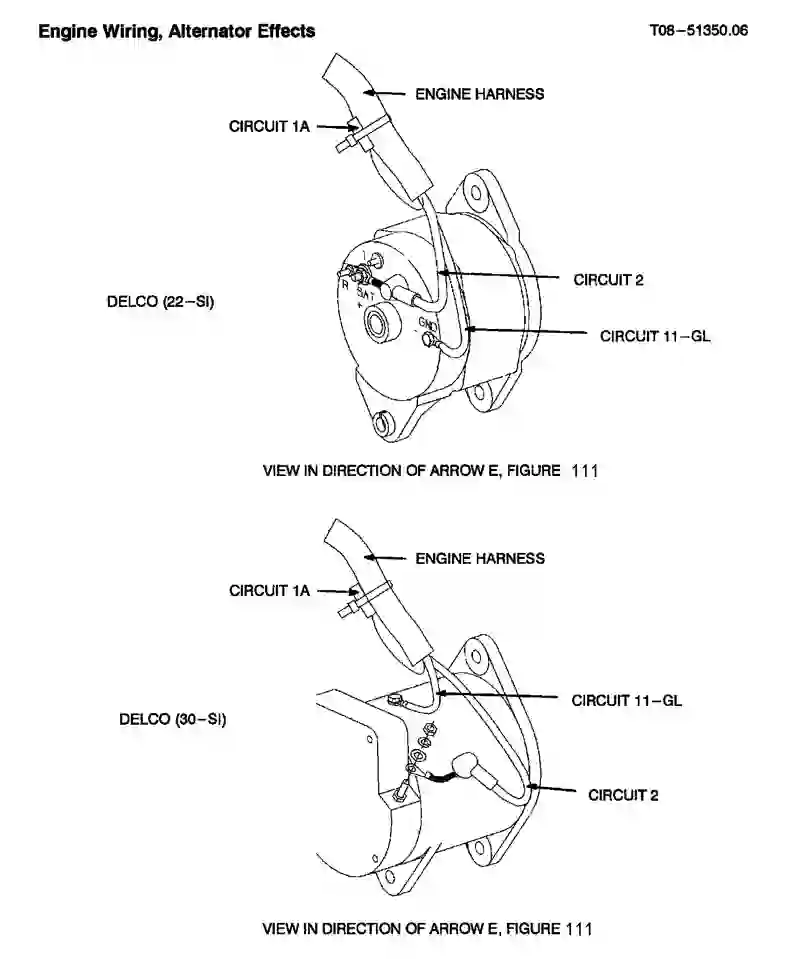 Engine Wiring, Alternator Effects
T08-51350.06
ENGINE HARNESS
CIRCUIT 1A
R
BAT
+
GND
-
CIRCUIT 2
DELCO (22-SI)
CIRCUIT 11-GL
VIEW IN DIRECTION OF ARROW E, FIGURE 111
ENGINE HARNESS
CIRCUIT 1A
CIRCUIT 11-GL
DELCO (30-SI)
CIRCUIT 2
VIEW IN DIRECTION OF ARROW E, FIGURE 111